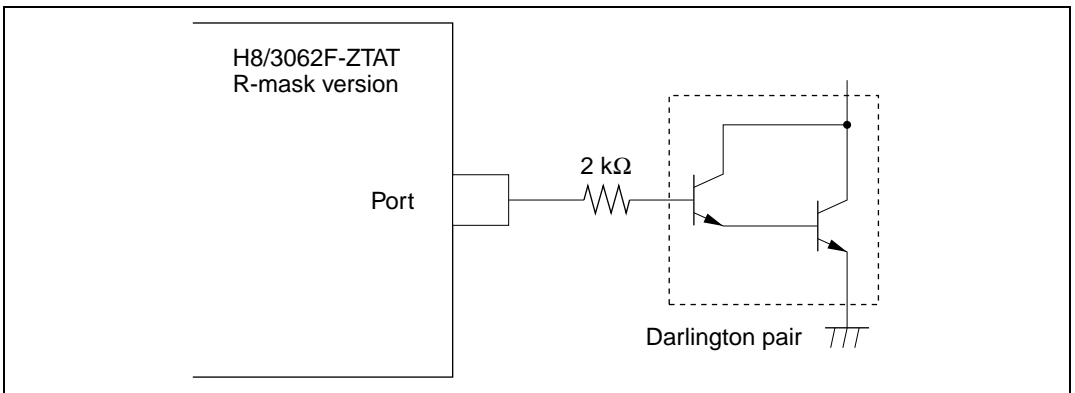 H8/3062F-ZTAT
R-mask version
2 kΩ
Port
Darlington pair